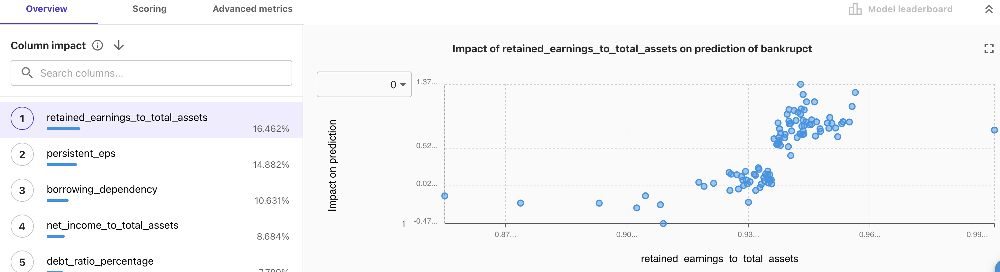 Overview
Scoring
Advanced metrics
Model leaderboard
Column impact
Search columns...
1
retained_earnings_to_total_assets
16.462%
2
persistent_eps
14.882%
3
borrowing_dependency
10.631%
4
net_income_to_total_assets
8.684%
5
debt_ratio_percentage
7.789%
Impact of retained_earnings_to_total_assets on prediction of bankrupct
0
1.37...
0.52...
0.02...
-0.47...
1
Impact on prediction
0.87...
0.90...
0.93...
0.96...
0.99...
retained_earnings_to_total_assets